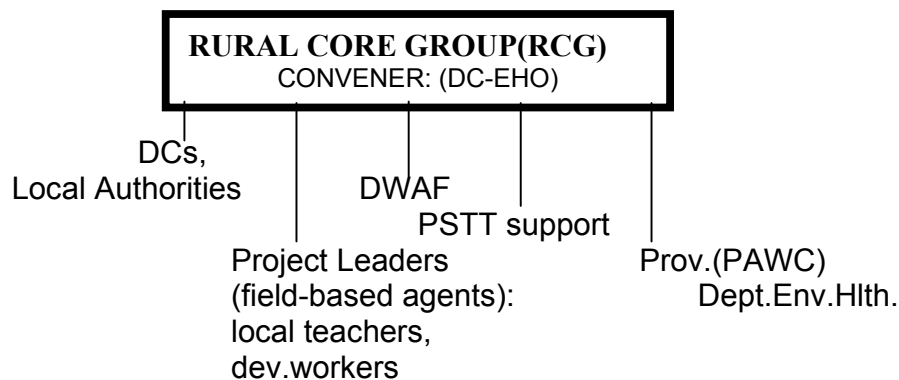 RURAL CORE GROUP(RCG)
CONVENER: (DC-EHO)
DCs,
Local Authorities
DWAF
PSTT support
Project Leaders
(field-based agents):
local teachers,
dev.workers
Prov.(PAWC)
Dept.Env.Hlth.